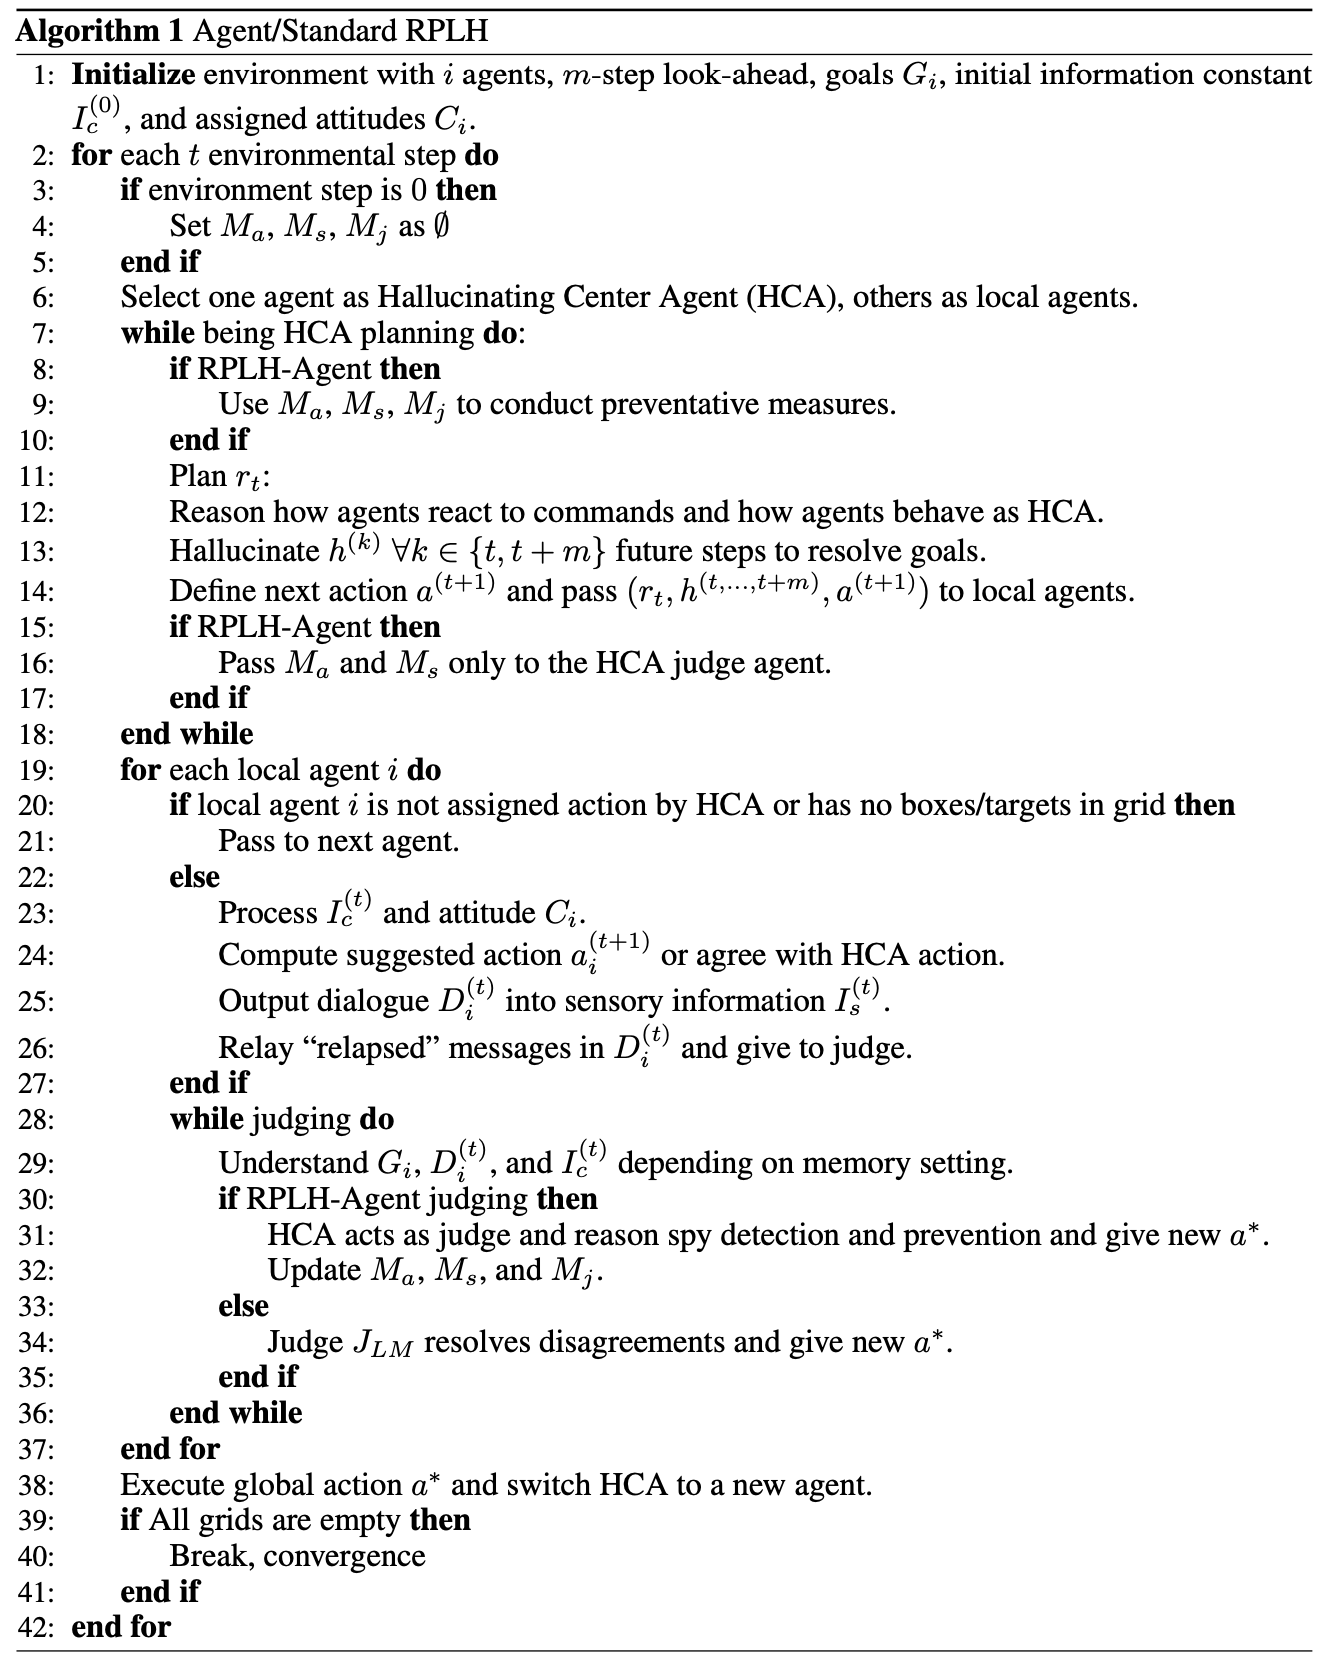 Algorithm 1 Agent/Standard RPLH
1: Initialize environment with i agents, m-step look-ahead, goals G_i, initial information constant
I_c^{(0)}, and assigned attitudes C_i.
2: for each t environmental step do
3: if environment step is 0 then
4: Set M_a, M_s, M_j as ∅
5: end if
6: Select one agent as Hallucinating Center Agent (HCA), others as local agents.
7: while being HCA planning do:
8: if RPLH-Agent then
9: Use M_a, M_s, M_j to conduct preventative measures.
10: end if
11: Plan r_t:
12: Reason how agents react to commands and how agents behave as HCA.
13: Hallucinate h^{(k)} ∀k ∈ {t, t + m} future steps to resolve goals.
14: Define next action a^{(t+1)} and pass (r_t, h^{(t,...,t+m)}, a^{(t+1)}) to local agents.
15: if RPLH-Agent then
16: Pass M_a and M_s only to the HCA judge agent.
17: end if
18: end while
19: for each local agent i do
20: if local agent i is not assigned action by HCA or has no boxes/targets in grid then
21: Pass to next agent.
22: else
23: Process I_c^{(t)} and attitude C_i.
24: Compute suggested action a_i^{(t+1)} or agree with HCA action.
25: Output dialogue D_i^{(t)} into sensory information I_s^{(t)}.
26: Relay “relapsed” messages in D_i^{(t)} and give to judge.
27: end if
28: while judging do
29: Understand G_i, D_i^{(t)}, and I_c^{(t)} depending on memory setting.
30: if RPLH-Agent judging then
31: HCA acts as judge and reason spy detection and prevention and give new a*.
32: Update M_a, M_s, and M_j.
33: else
34: Judge J_{LM} resolves disagreements and give new a*.
35: end if
36: end while
37: end for
38: Execute global action a* and switch HCA to a new agent.
39: if All grids are empty then
40: Break, convergence
41: end if
42: end for